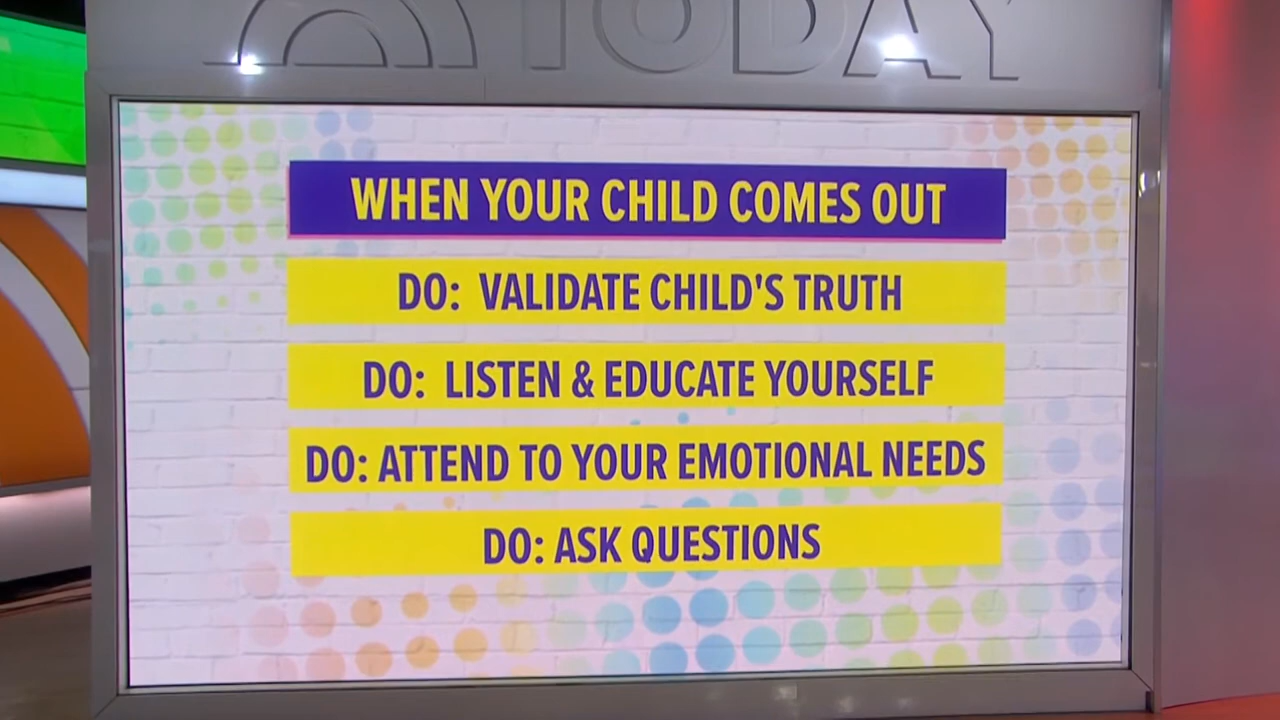 TODAY
WHEN YOUR CHILD COMES OUT
DO: VALIDATE CHILD'S TRUTH
DO: LISTEN & EDUCATE YOURSELF
DO: ATTEND TO YOUR EMOTIONAL NEEDS
DO: ASK QUESTIONS